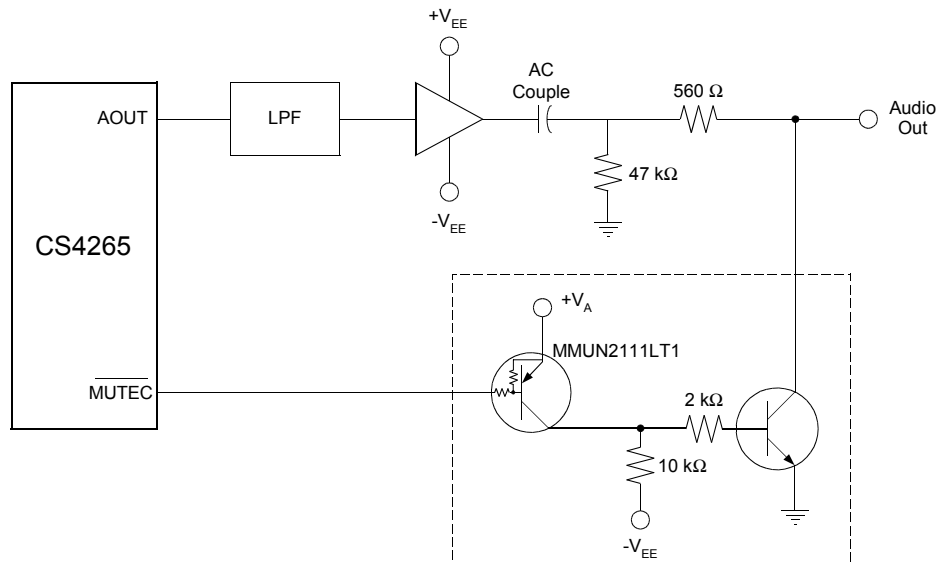 +V_EE
AOUT
LPF
AC
Couple
560 Ω
Audio
Out
47 kΩ
-V_EE
CS4265
+V_A
MMUN2111LT1
MUTEC
2 kΩ
10 kΩ
-V_EE